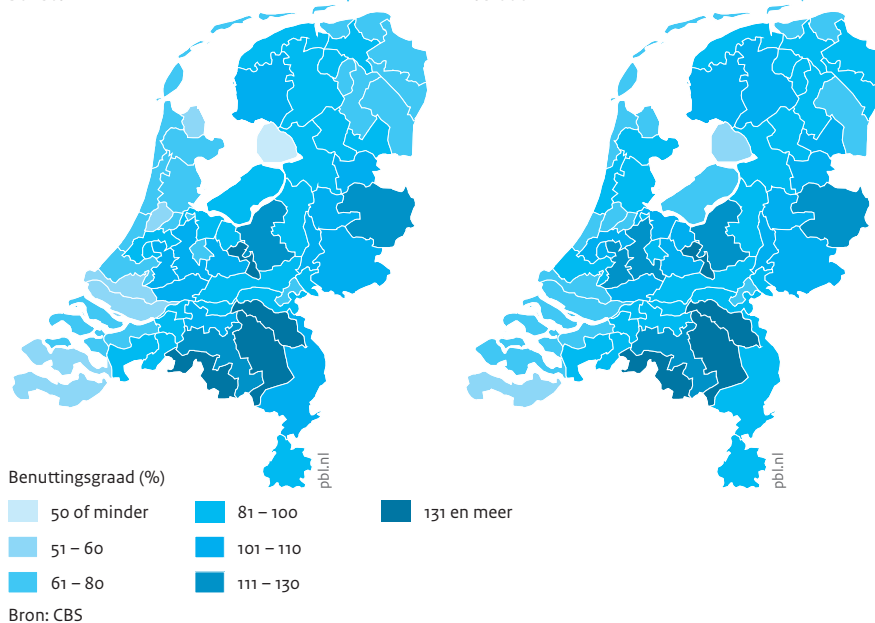 pbl.nl
pbl.nl
Benuttingsgraad (%)
50 of minder
81 – 100
131 en meer
51 – 60
101 – 110
61 – 80
111 – 130
Bron: CBS